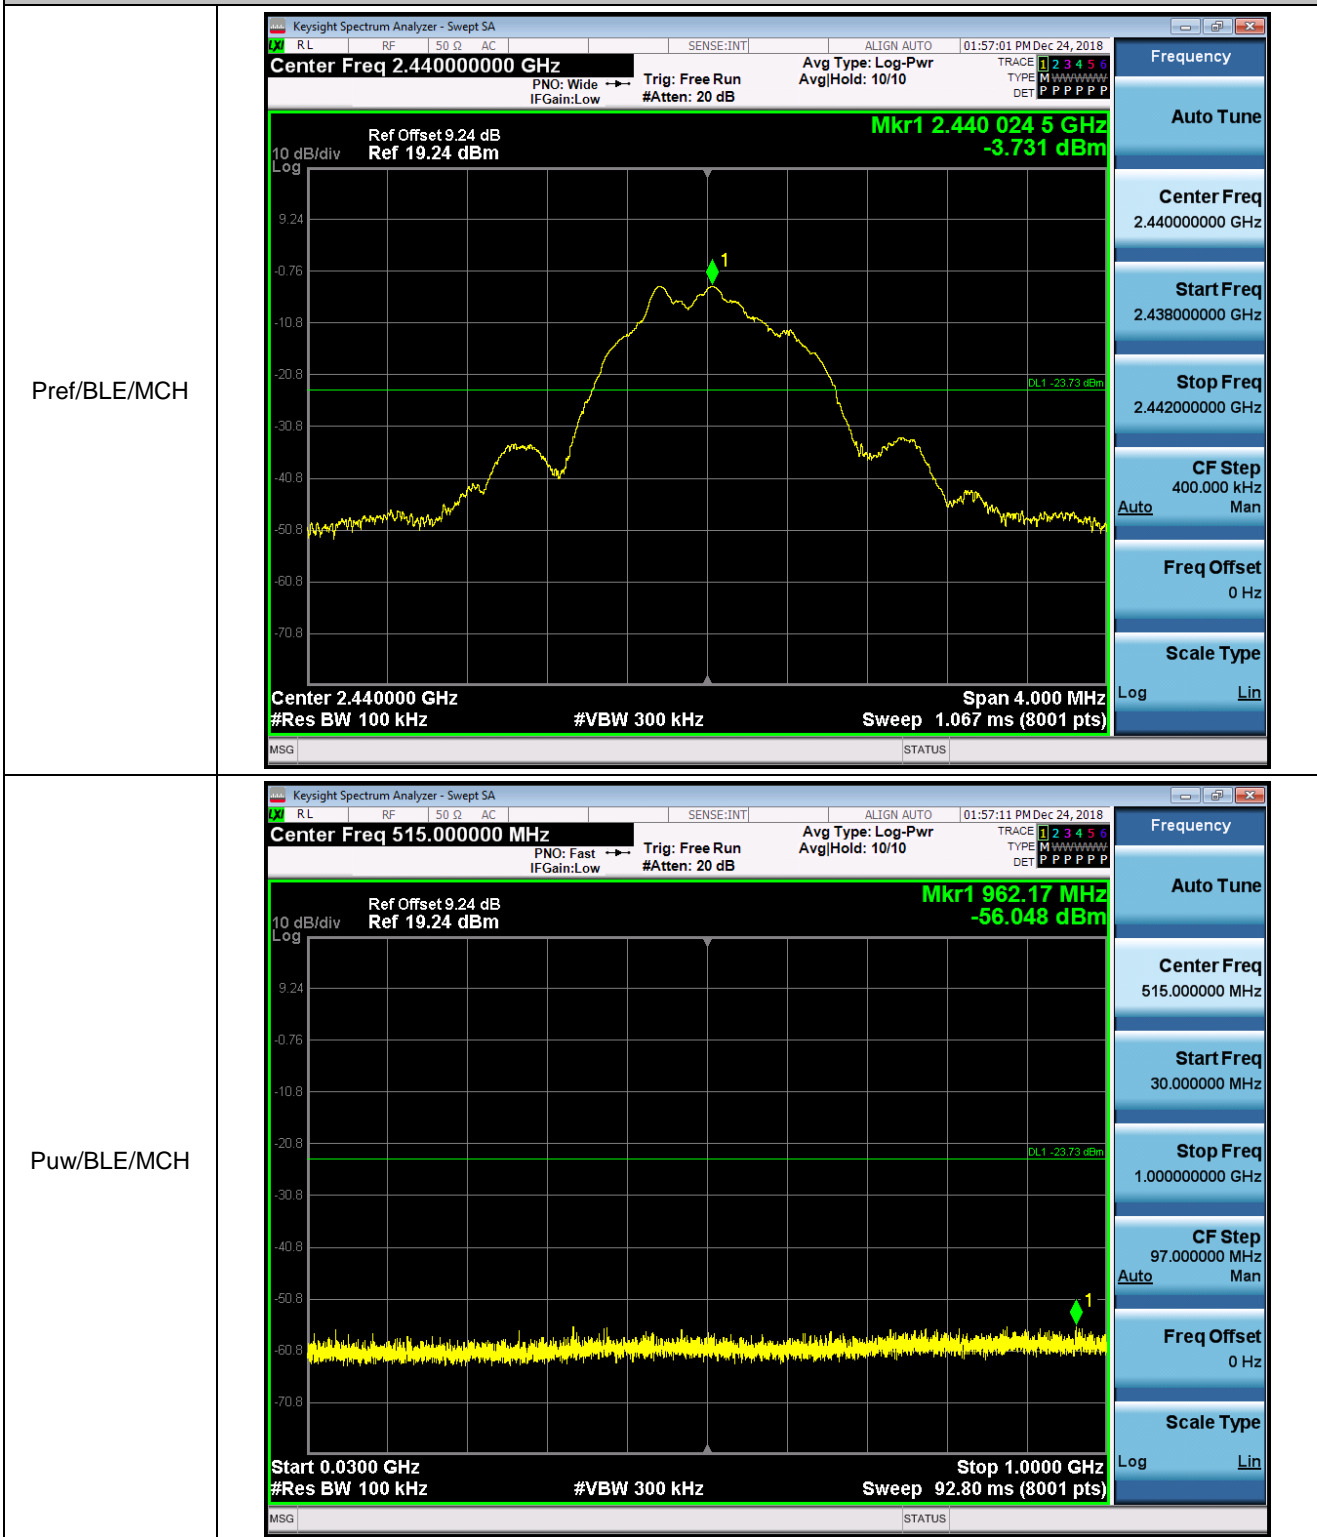 Pref/BLE/MCH
Keysight Spectrum Analyzer - Swept SA
LXI RL RF 50 Ω AC SENSE:INT ALIGN AUTO 01:57:01 PM Dec 24, 2018
Center Freq 2.440000000 GHz
PNO: Wide
IFGain:Low
Trig: Free Run
#Atten: 20 dB
Avg Type: Log-Pwr
Avg|Hold: 10/10
TRACE 1 2 3 4 5 6
TYPE M WWWWW
DET P P P P P P
Ref Offset 9.24 dB
10 dB/div Ref 19.24 dBm
Log
Mkr1 2.440 024 5 GHz
-3.731 dBm
9.24
-0.76
-10.8
-20.8
-30.8
-40.8
-50.8
-60.8
-70.8
1
DL1 -23.73 dBm
Center 2.440000 GHz Span 4.000 MHz
#Res BW 100 kHz #VBW 300 kHz Sweep 1.067 ms (8001 pts)
MSG STATUS
Frequency
Auto Tune
Center Freq
2.440000000 GHz
Start Freq
2.438000000 GHz
Stop Freq
2.442000000 GHz
CF Step
400.000 kHz
Auto Man
Freq Offset
0 Hz
Scale Type
Log Lin
Puw/BLE/MCH
Keysight Spectrum Analyzer - Swept SA
LXI RL RF 50 Ω AC SENSE:INT ALIGN AUTO 01:57:11 PM Dec 24, 2018
Center Freq 515.000000 MHz
PNO: Fast
IFGain:Low
Trig: Free Run
#Atten: 20 dB
Avg Type: Log-Pwr
Avg|Hold: 10/10
TRACE 1 2 3 4 5 6
TYPE M WWWWW
DET P P P P P P
Ref Offset 9.24 dB
10 dB/div Ref 19.24 dBm
Log
Mkr1 962.17 MHz
-56.048 dBm
9.24
-0.76
-10.8
-20.8
-30.8
-40.8
-50.8
-60.8
-70.8
1
DL1 -23.73 dBm
Start 0.0300 GHz Stop 1.0000 GHz
#Res BW 100 kHz #VBW 300 kHz Sweep 92.80 ms (8001 pts)
MSG STATUS
Frequency
Auto Tune
Center Freq
515.000000 MHz
Start Freq
30.000000 MHz
Stop Freq
1.000000000 GHz
CF Step
97.000000 MHz
Auto Man
Freq Offset
0 Hz
Scale Type
Log Lin